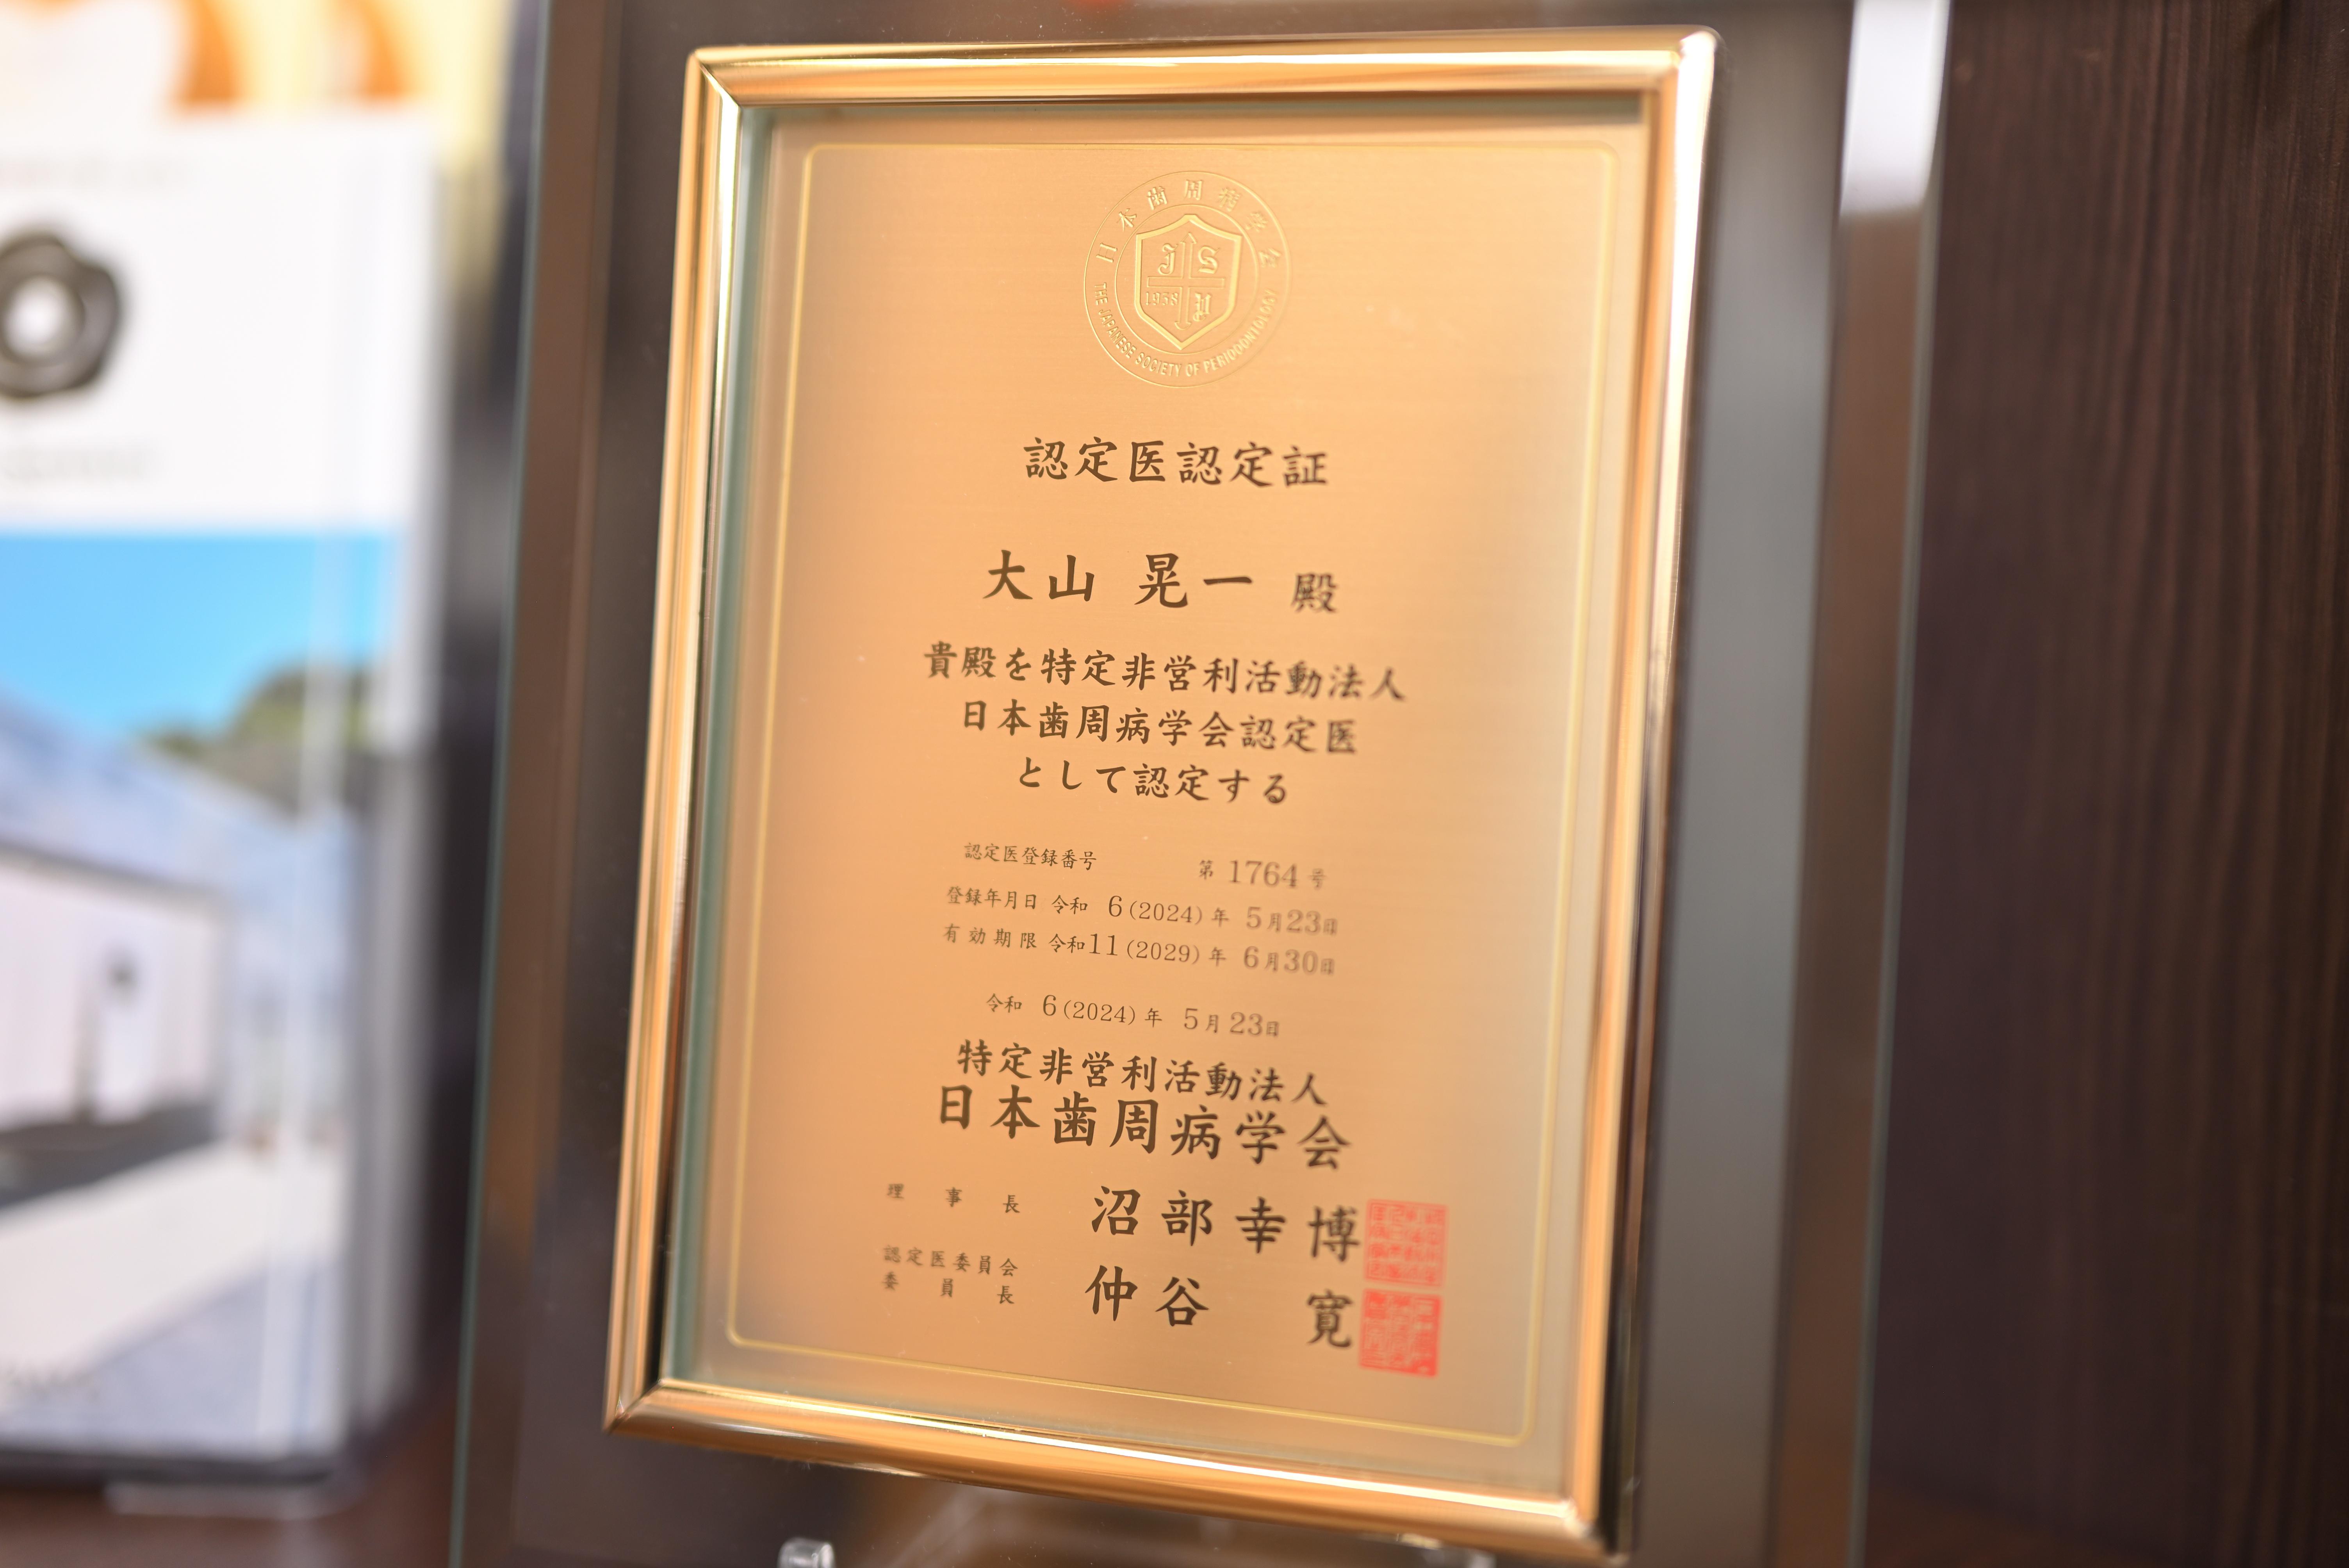 日本歯周病学会
J S
1958 P
THE JAPANESE SOCIETY OF PERIODONTOLOGY
認定医認定証
大山 晃一 殿
貴殿を特定非営利活動法人
日本歯周病学会認定医
として認定する
認定医登録番号 第1764号
登録年月日 令和 6(2024)年 5月23日
有効期限 令和11(2029)年 6月30日
令和 6(2024)年 5月23日
特定非営利活動法人
日本歯周病学会
理事長 沼部幸博
認定医委員会
委員長 仲谷 寛